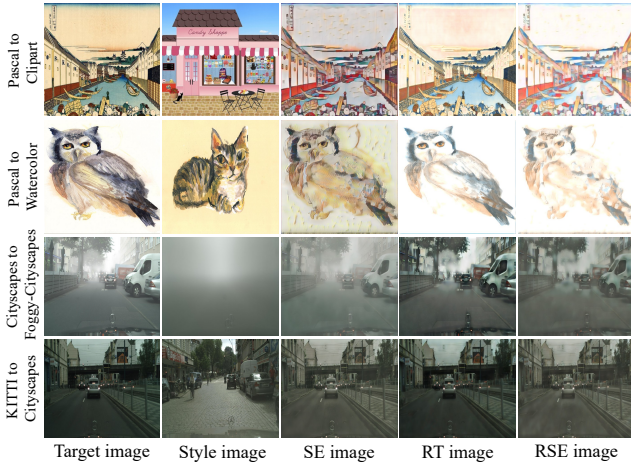 Pascal to
Clipart
Candy Shoppe
Pascal to
Watercolor
Cityscapes to
Foggy-Cityscapes
KITTI to
Cityscapes
Target image
Style image
SE image
RT image
RSE image